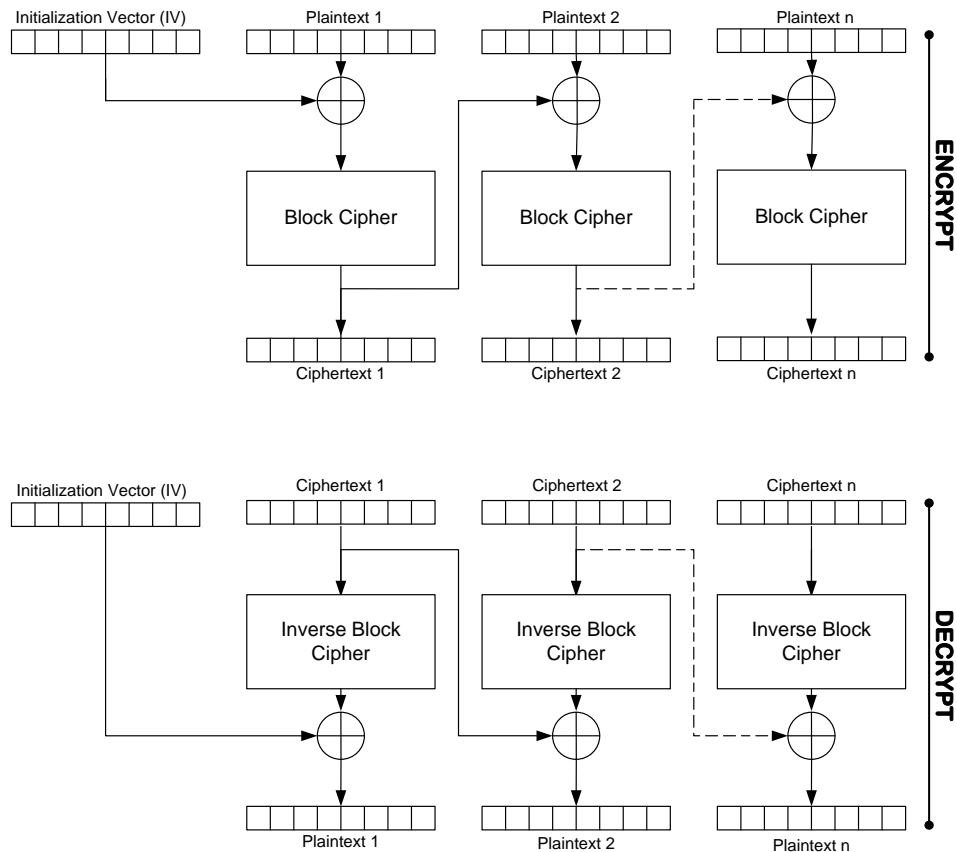 Initialization Vector (IV)
Plaintext 1
Plaintext 2
Plaintext n
Block Cipher
Block Cipher
Block Cipher
ENCRYPT
Ciphertext 1
Ciphertext 2
Ciphertext n
Initialization Vector (IV)
Ciphertext 1
Ciphertext 2
Ciphertext n
Inverse Block
Cipher
Inverse Block
Cipher
Inverse Block
Cipher
DECRYPT
Plaintext 1
Plaintext 2
Plaintext n